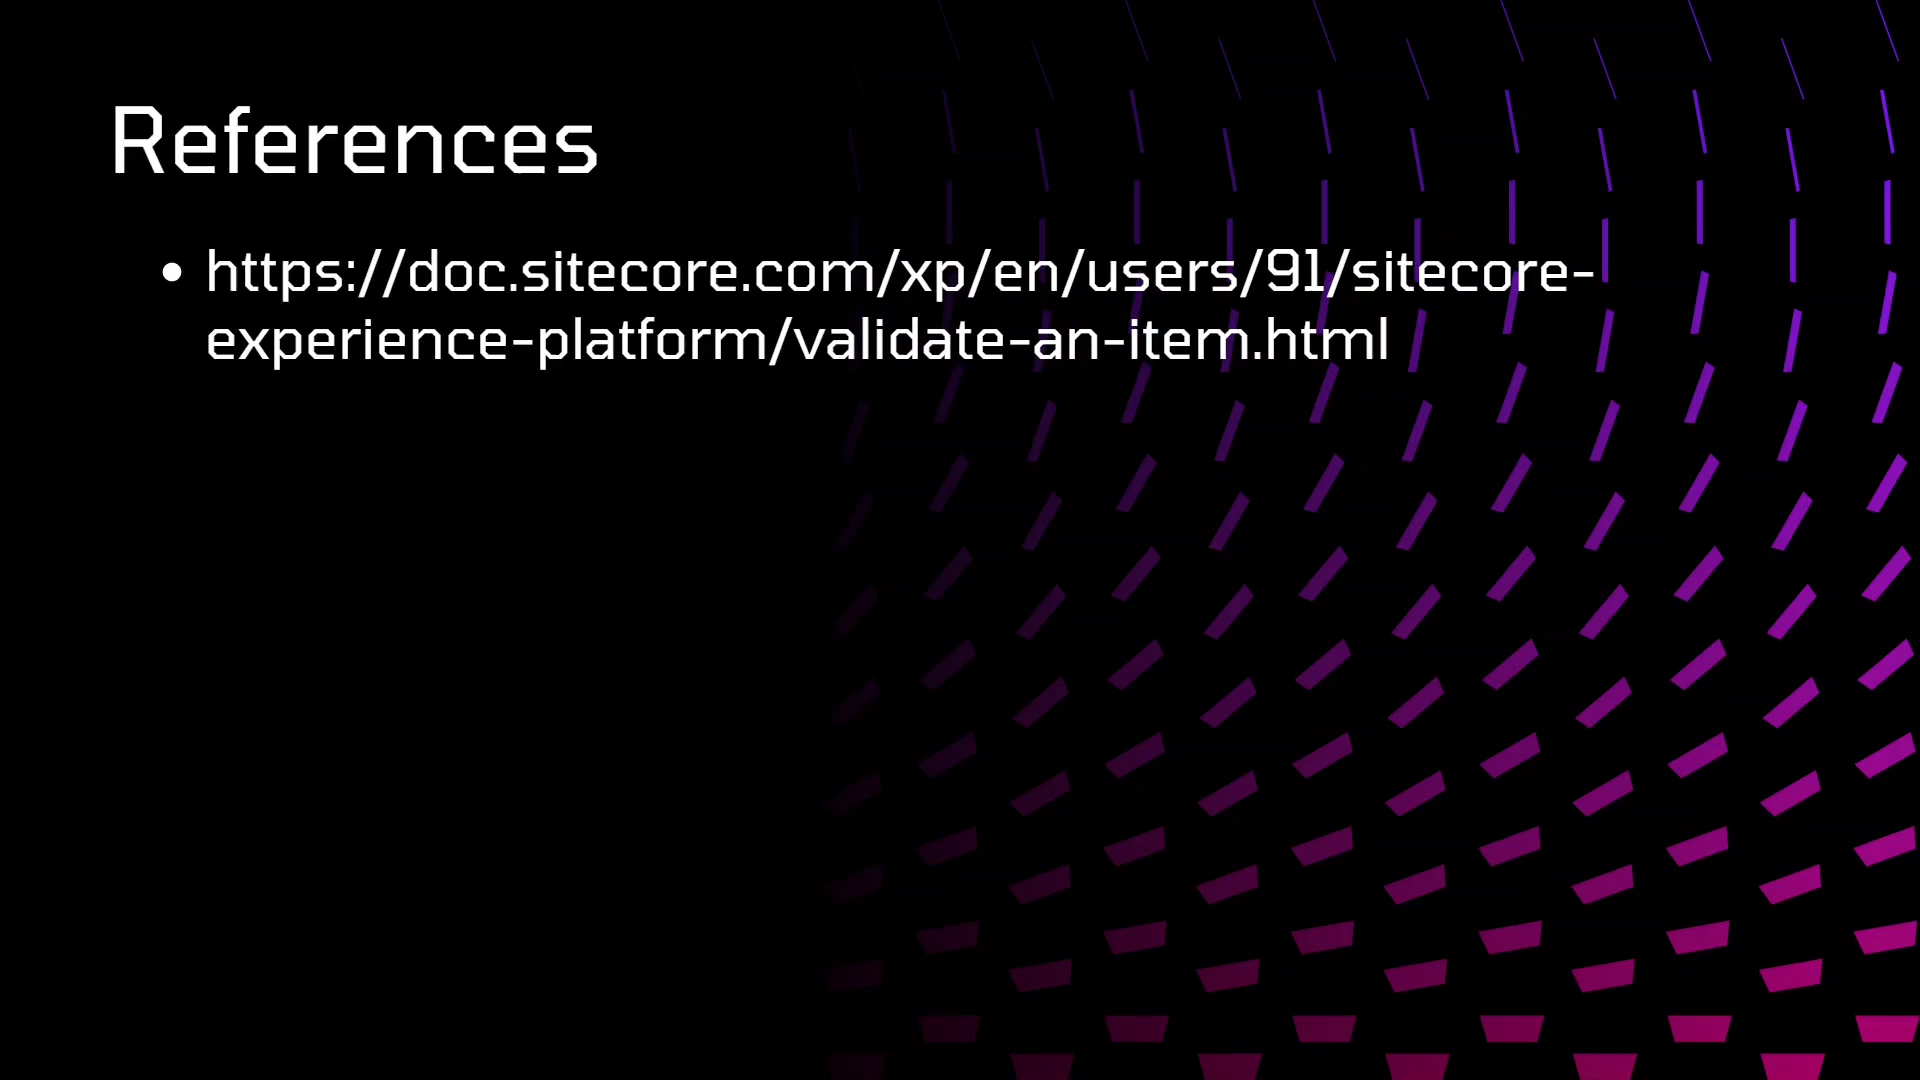 References
• https://doc.sitecore.com/xp/en/users/91/sitecore-
experience-platform/validate-an-item.html